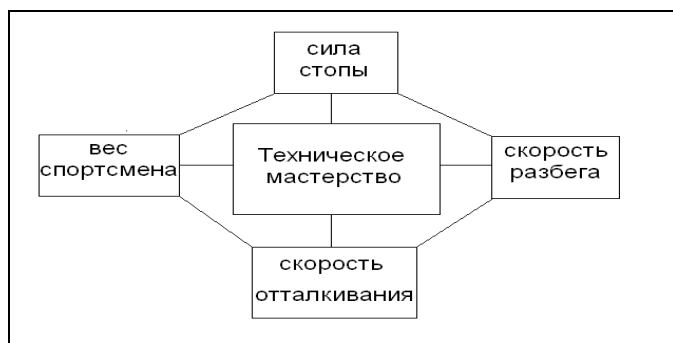 сила
стопы
вес
спортсмена
Техническое
мастерство
скорость
разбега
скорость
отталкивания